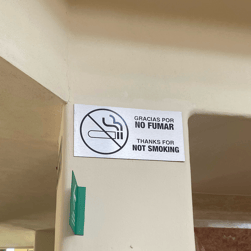 GRACIAS POR
NO FUMAR
THANKS FOR
NOT SMOKING